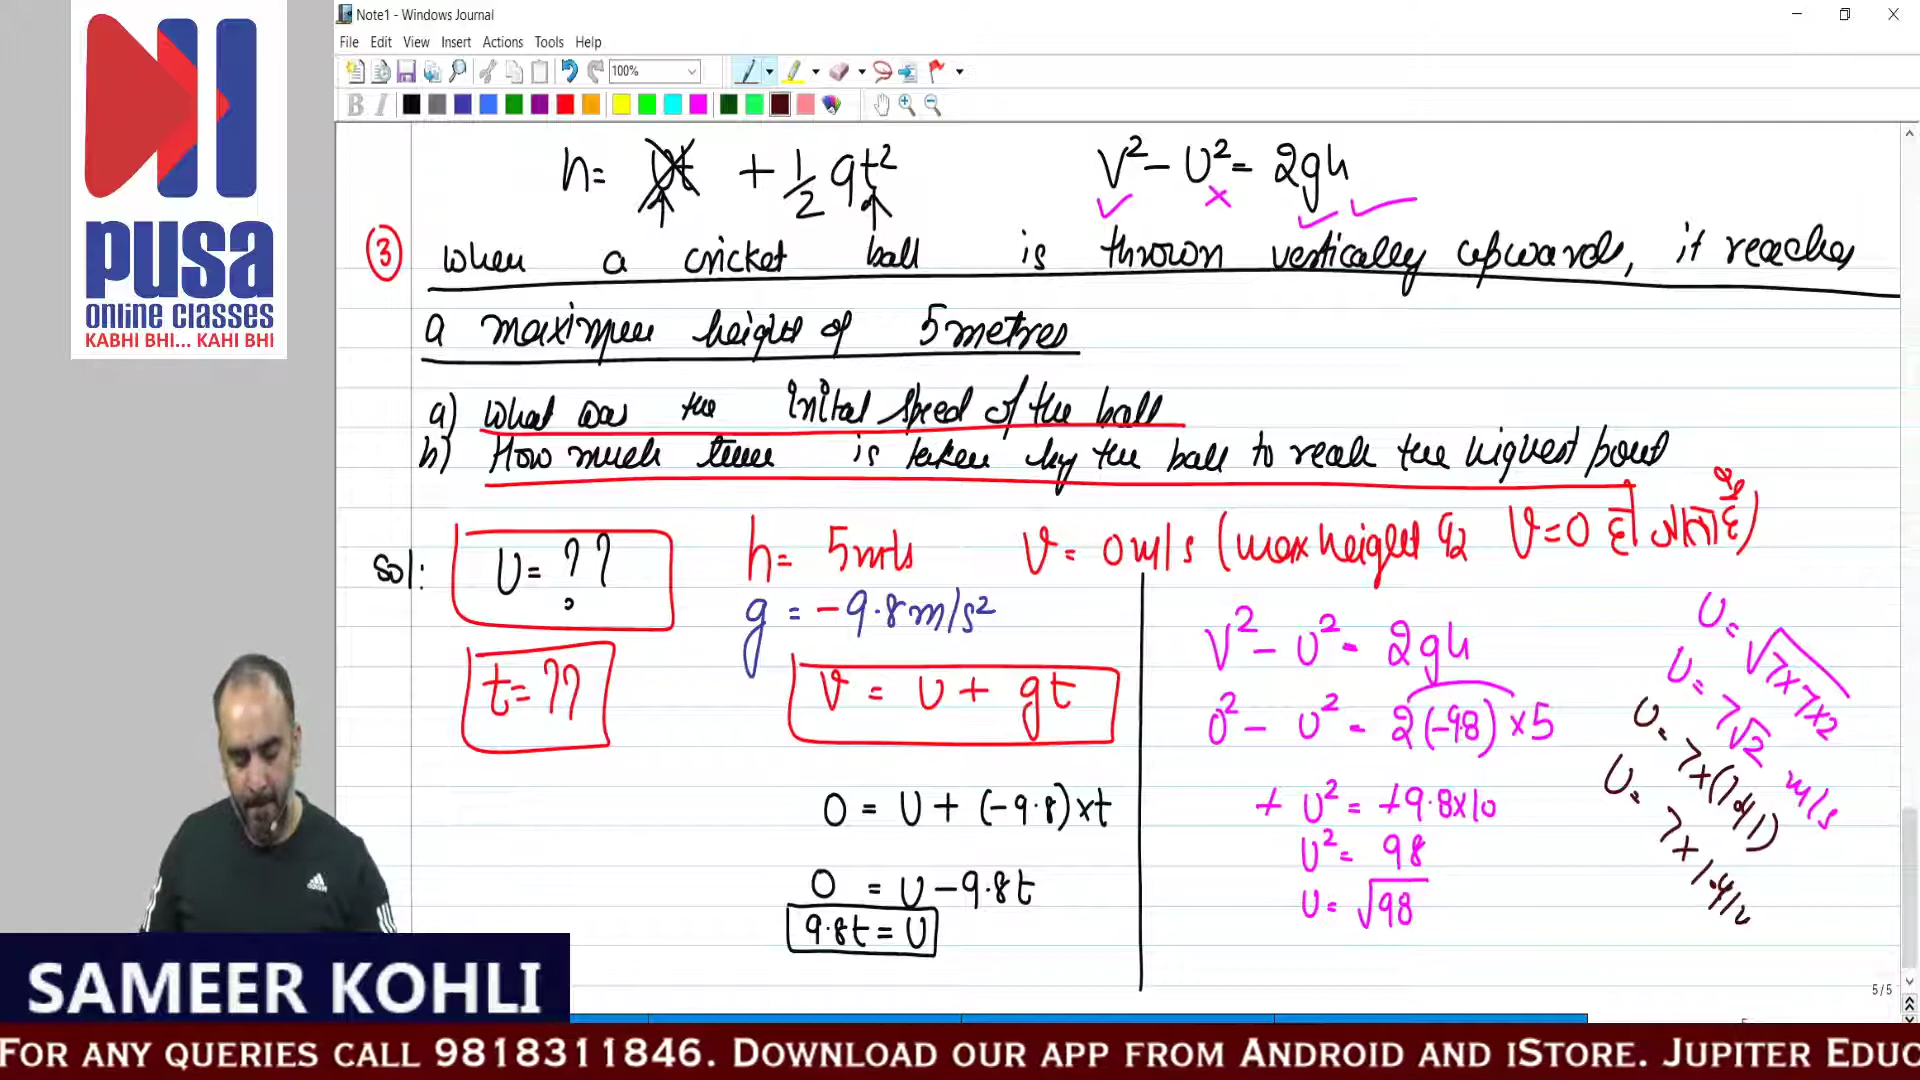 Note1 - Windows Journal
File Edit View Insert Actions Tools Help
100%
B I
PUSA
ONLINE CLASSES
KABHI BHI... KAHI BHI
h= Ut + 1/2 gt²
V² - U² = 2gh
③ When a cricket ball is thrown vertically upwards, it reaches
a maximum height of 5 metres
a) What was the initial speed of the ball
b) How much time is taken by the ball to reach the highest point
Sol: U= ??
h= 5mts
V= 0 m/s (max height पर V=0 हो जाता है)
g = -9.8 m/s²
t= ??
V = U + gt
0 = U + (-9.8)×t
0 = U - 9.8t
9.8t = U
V² - U² = 2gh
0² - U² = 2(-9.8)×5
+ U² = +9.8×10
U² = 98
U = √98
U = √7×7×2
U = 7√2 m/s
U = 7×(1.41)
U = 7×1.412
5 / 5
SAMEER KOHLI
FOR ANY QUERIES CALL 9818311846. DOWNLOAD OUR APP FROM ANDROID AND ISTORE. JUPITER EDUC